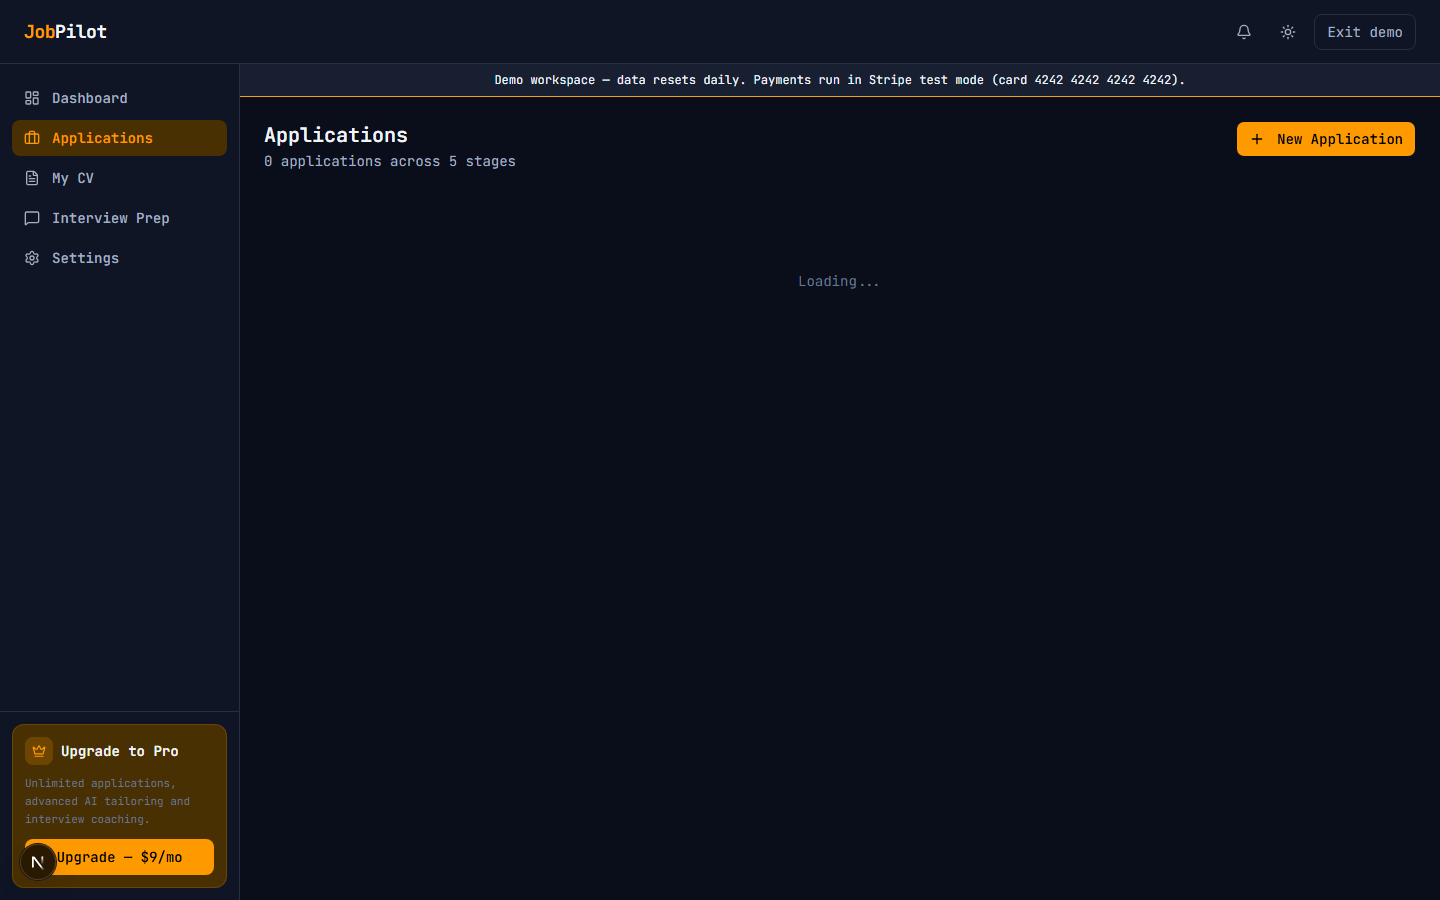 JobPilot
Exit demo
Demo workspace — data resets daily. Payments run in Stripe test mode (card 4242 4242 4242 4242).
Dashboard
Applications
My CV
Interview Prep
Settings
Applications
0 applications across 5 stages
New Application
Loading...
Upgrade to Pro
Unlimited applications,
advanced AI tailoring and
interview coaching.
Upgrade — $9/mo
N